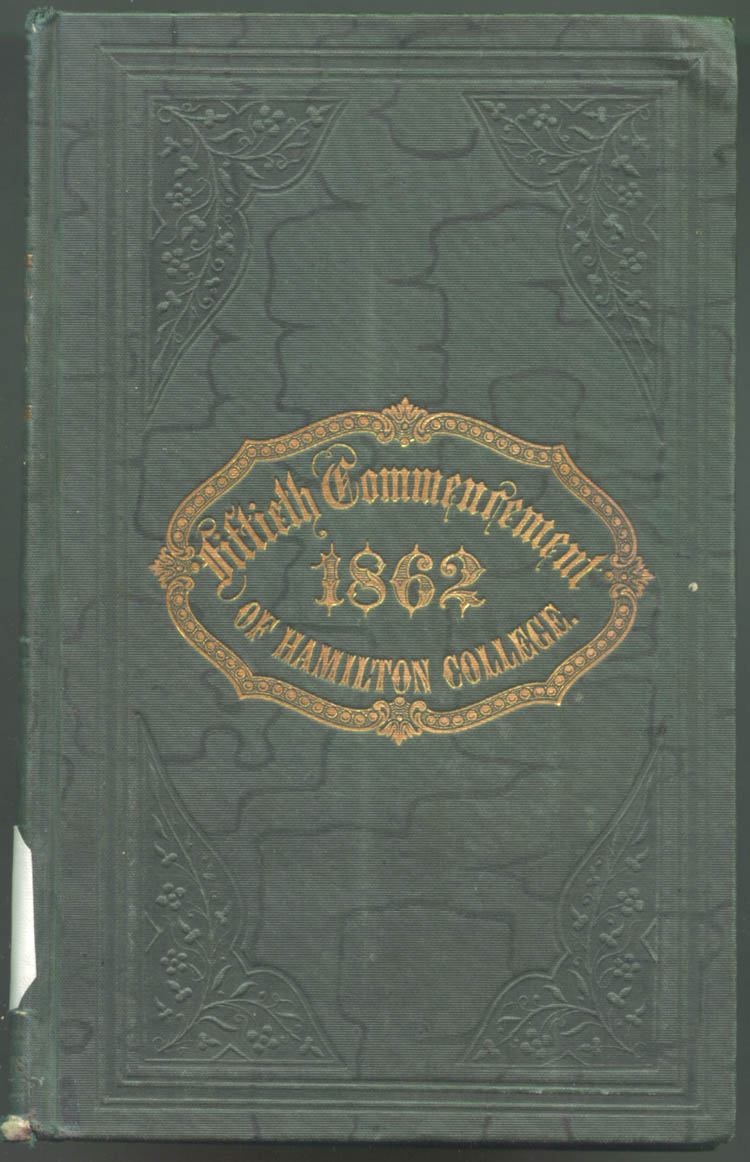 Fiftieth Commencement
1862
OF HAMILTON COLLEGE.